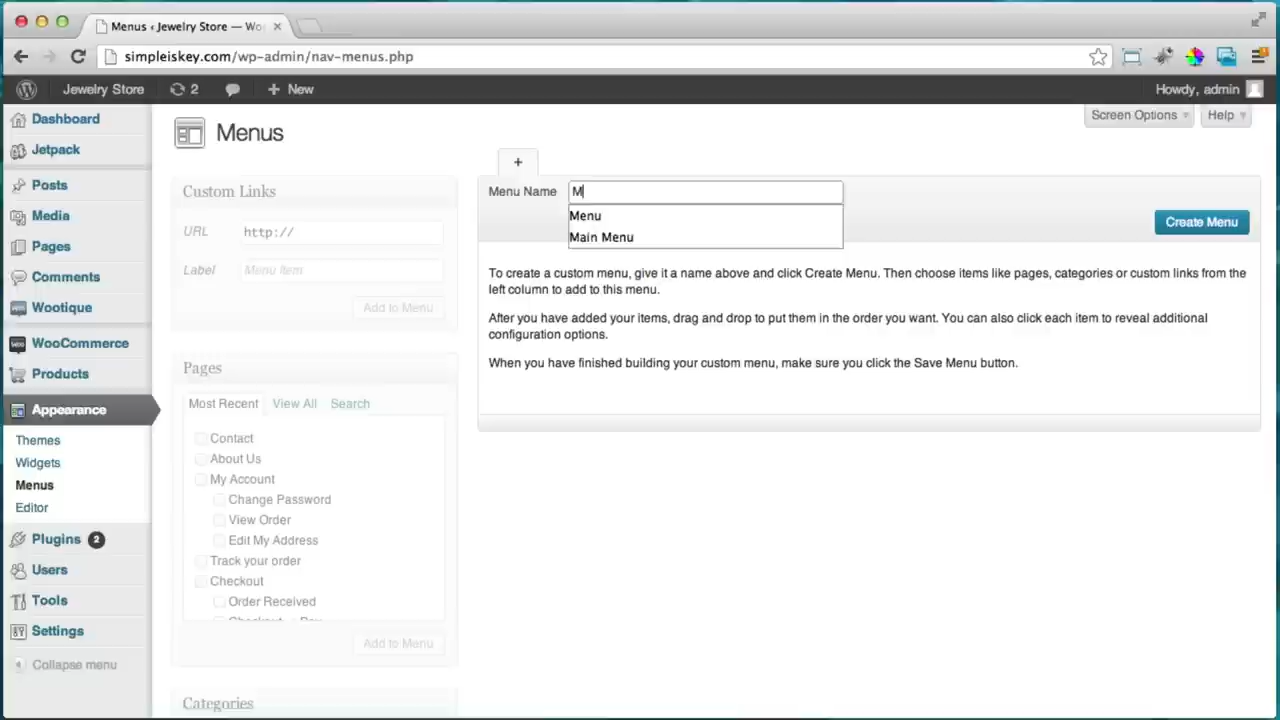 Menus ‹ Jewelry Store — Wo
simpleiskey.com/wp-admin/nav-menus.php
Jewelry Store
2
+ New
Howdy, admin
Dashboard
Jetpack
Posts
Media
Pages
Comments
Wootique
WooCommerce
Products
Appearance
Themes
Widgets
Menus
Editor
Plugins 2
Users
Tools
Settings
Collapse menu
Menus
Screen Options
Help
Custom Links
URL
http://
Label
Menu Item
Add to Menu
Pages
Most Recent View All Search
Contact
About Us
My Account
Change Password
View Order
Edit My Address
Track your order
Checkout
Order Received
Add to Menu
Categories
+
Menu Name
M
Menu
Main Menu
Create Menu
To create a custom menu, give it a name above and click Create Menu. Then choose items like pages, categories or custom links from the
left column to add to this menu.
After you have added your items, drag and drop to put them in the order you want. You can also click each item to reveal additional
configuration options.
When you have finished building your custom menu, make sure you click the Save Menu button.